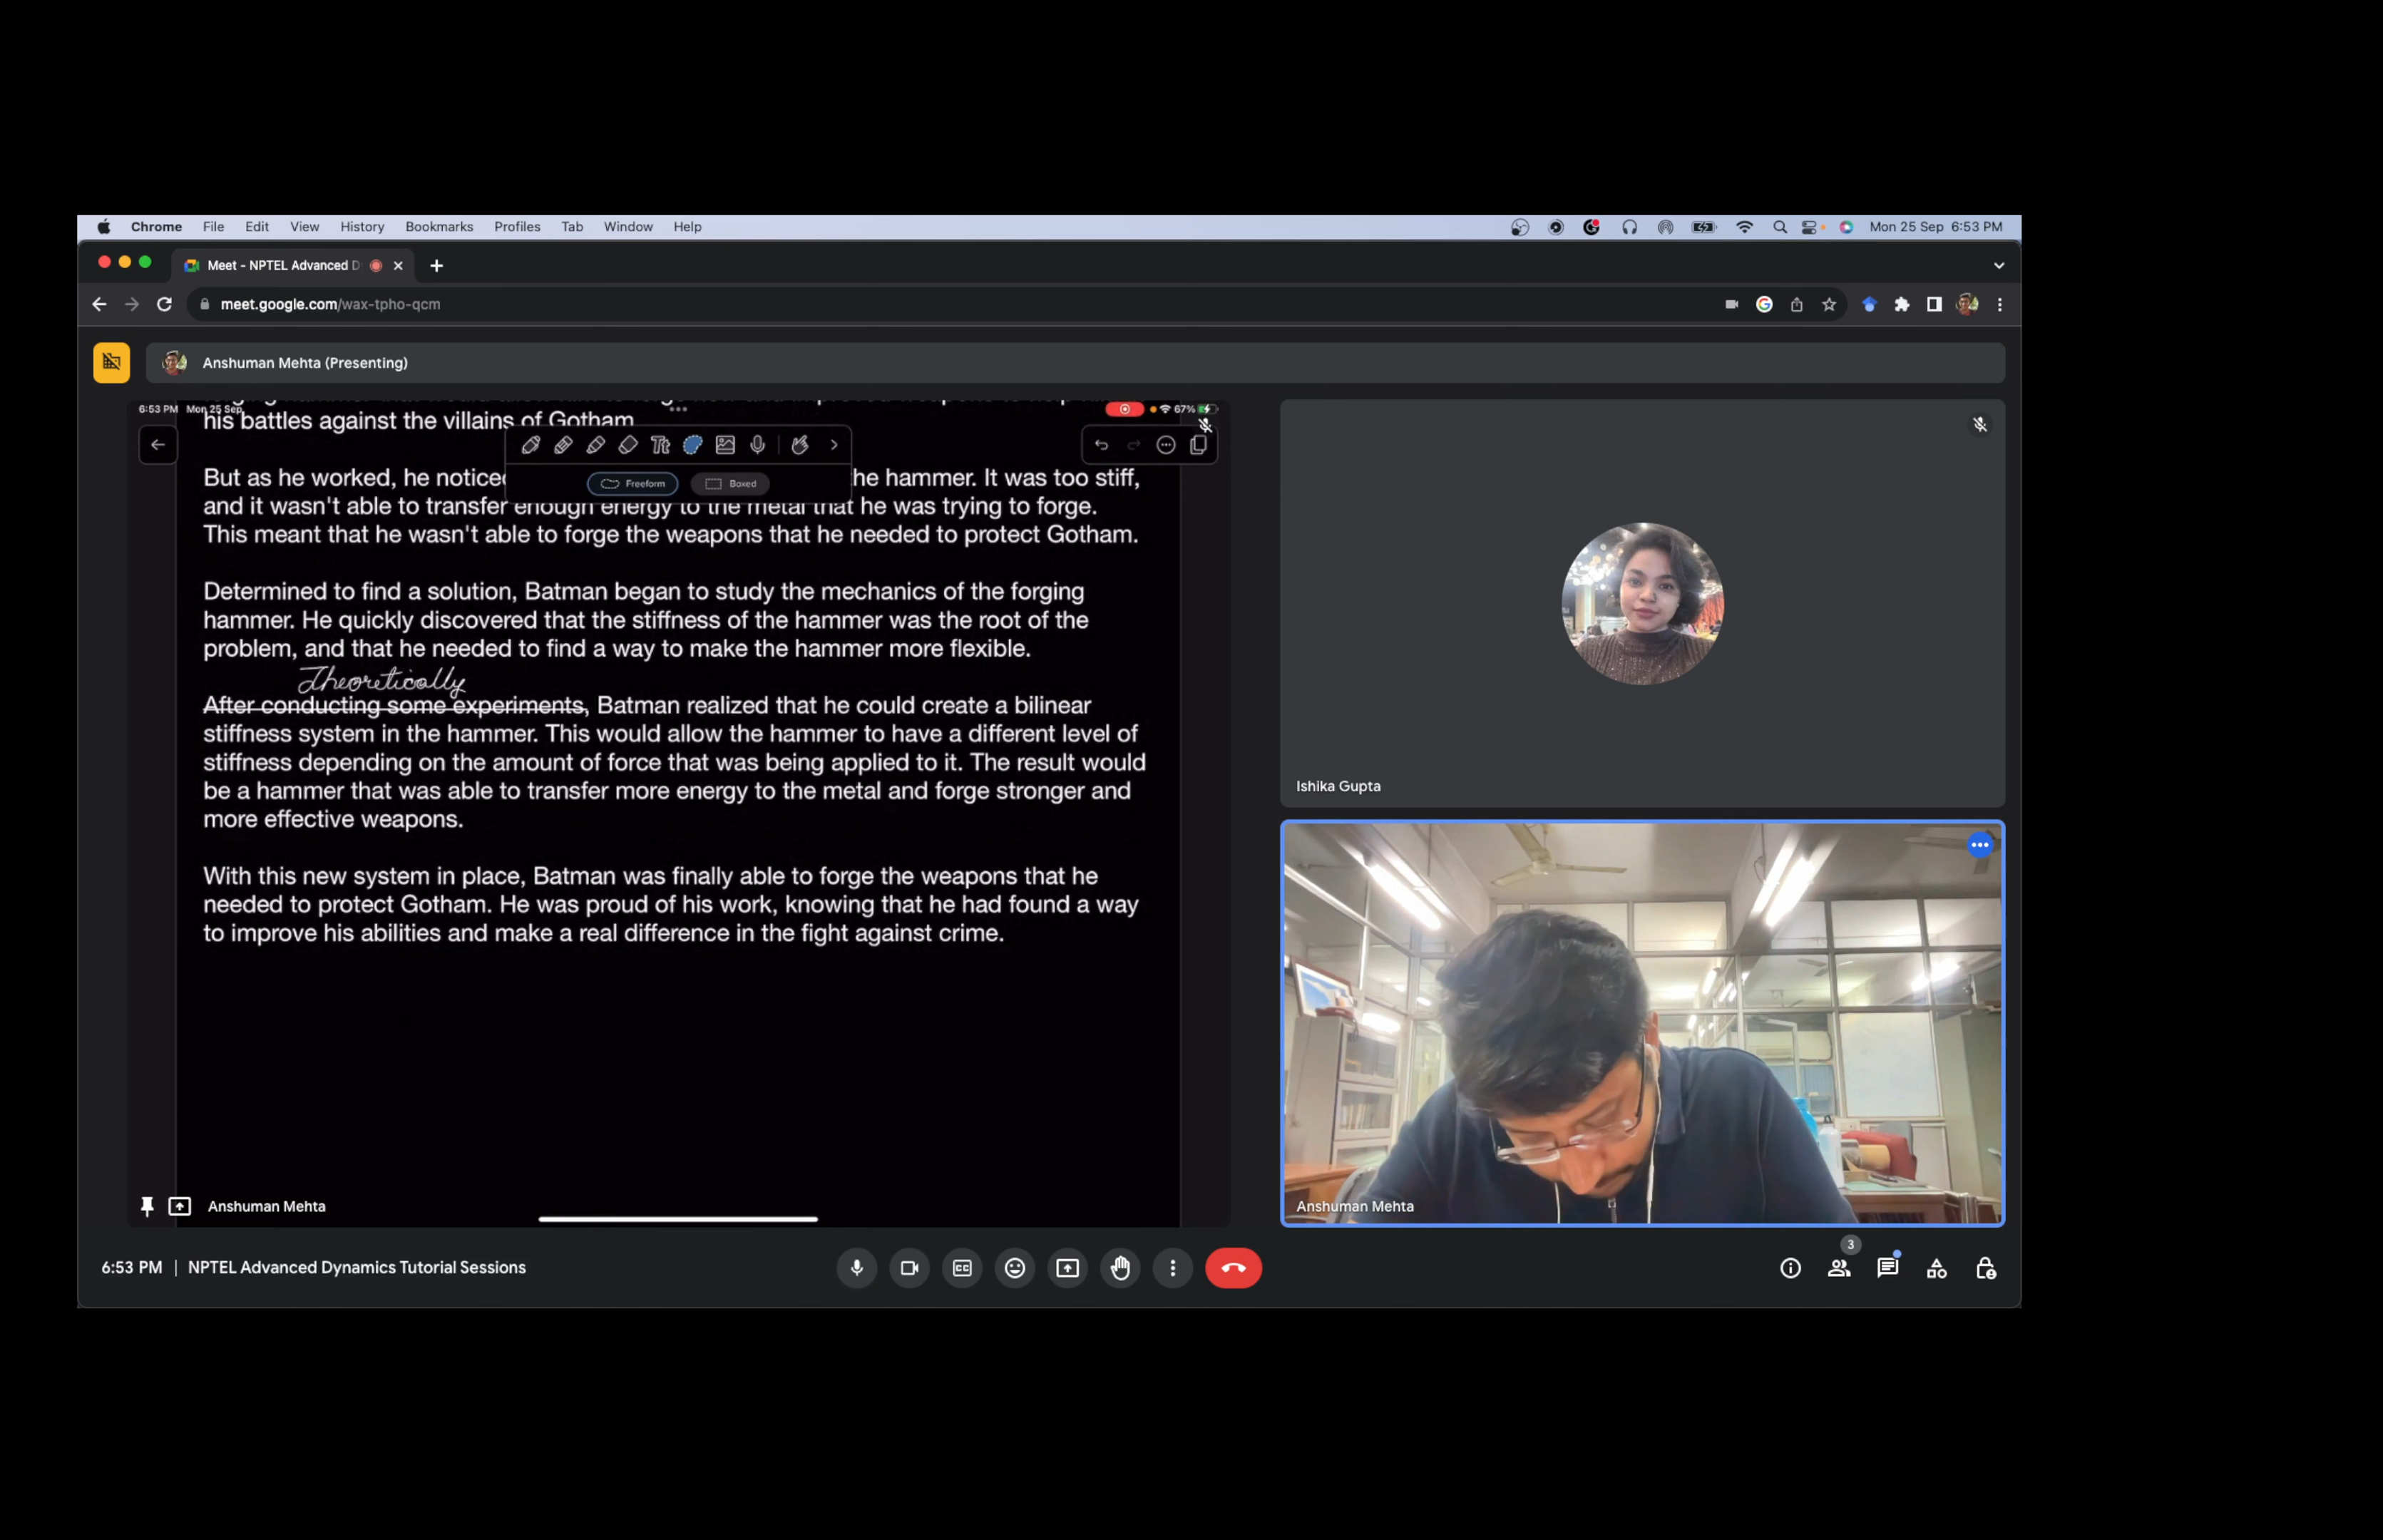 Chrome File Edit View History Bookmarks Profiles Tab Window Help Mon 25 Sep 6:53 PM
Meet - NPTEL Advanced D
meet.google.com/wax-tpho-qcm
Anshuman Mehta (Presenting)
6:53 PM Mon 25 Sep 67%
his battles against the villains of Gotham
But as he worked, he noticed he hammer. It was too stiff,
Freeform Boxed
and it wasn't able to transfer enough energy to the metal that he was trying to forge.
This meant that he wasn't able to forge the weapons that he needed to protect Gotham.
Determined to find a solution, Batman began to study the mechanics of the forging
hammer. He quickly discovered that the stiffness of the hammer was the root of the
problem, and that he needed to find a way to make the hammer more flexible.
Theoretically
After conducting some experiments, Batman realized that he could create a bilinear
stiffness system in the hammer. This would allow the hammer to have a different level of
stiffness depending on the amount of force that was being applied to it. The result would
be a hammer that was able to transfer more energy to the metal and forge stronger and
more effective weapons.
With this new system in place, Batman was finally able to forge the weapons that he
needed to protect Gotham. He was proud of his work, knowing that he had found a way
to improve his abilities and make a real difference in the fight against crime.
Anshuman Mehta
Ishika Gupta
Anshuman Mehta
6:53 PM | NPTEL Advanced Dynamics Tutorial Sessions
3